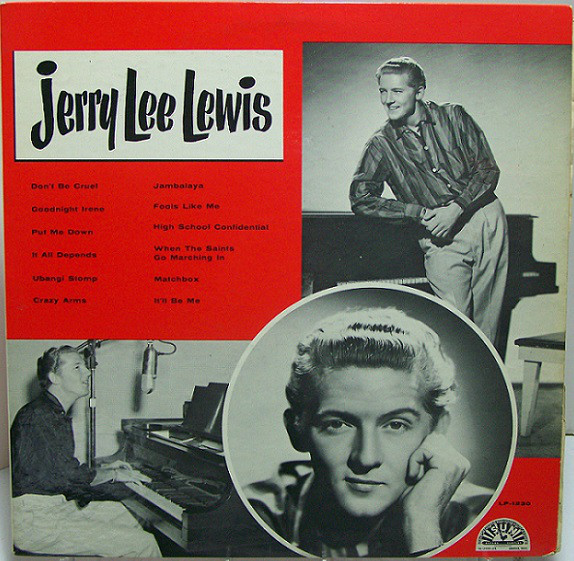 Jerry Lee Lewis
Don't Be Cruel
Goodnight Irene
Put Me Down
It All Depends
Ubangi Stomp
Crazy Arms
Jambalaya
Fools Like Me
High School Confidential
When The Saints
Go Marching In
Matchbox
It'll Be Me
LP-1230
SUN